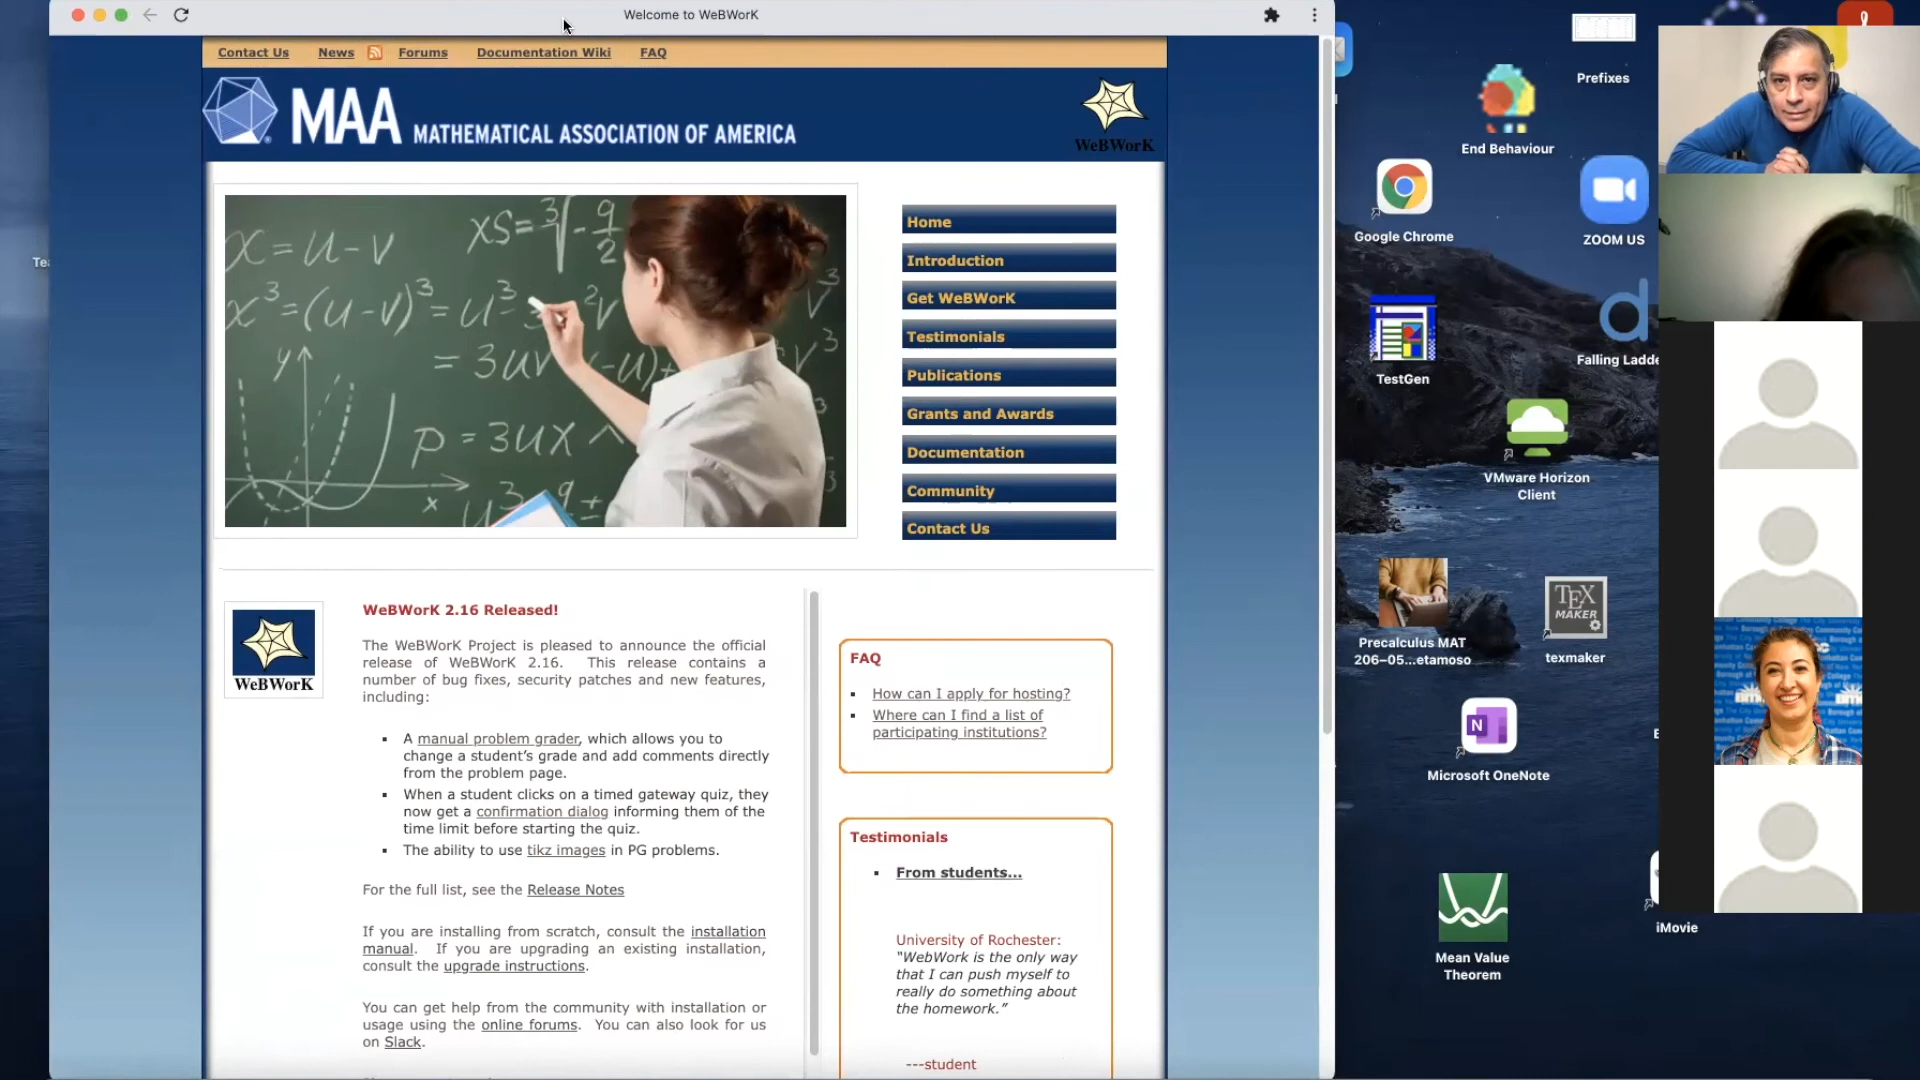 Welcome to WeBWorK
Contact Us News Forums Documentation Wiki FAQ
MAA MATHEMATICAL ASSOCIATION OF AMERICA
WeBWorK
Home
Introduction
Get WeBWorK
Testimonials
Publications
Grants and Awards
Documentation
Community
Contact Us
WeBWorK
WeBWorK 2.16 Released!
The WeBWorK Project is pleased to announce the official
release of WeBWorK 2.16. This release contains a
number of bug fixes, security patches and new features,
including:
A manual problem grader, which allows you to
change a student's grade and add comments directly
from the problem page.
When a student clicks on a timed gateway quiz, they
now get a confirmation dialog informing them of the
time limit before starting the quiz.
The ability to use tikz images in PG problems.
For the full list, see the Release Notes
If you are installing from scratch, consult the installation
manual. If you are upgrading an existing installation,
consult the upgrade instructions.
You can get help from the community with installation or
usage using the online forums. You can also look for us
on Slack.
FAQ
How can I apply for hosting?
Where can I find a list of
participating institutions?
Testimonials
From students...
University of Rochester:
“WebWork is the only way
that I can push myself to
really do something about
the homework.”
---student
Prefixes
End Behaviour
Google Chrome
ZOOM US
TestGen
Falling Ladde
VMware Horizon
Client
Precalculus MAT
206-05...etamoso
TEX
MAKER
texmaker
N
Microsoft OneNote
iMovie
Mean Value
Theorem
x = u - v
p = 3ux
y
x